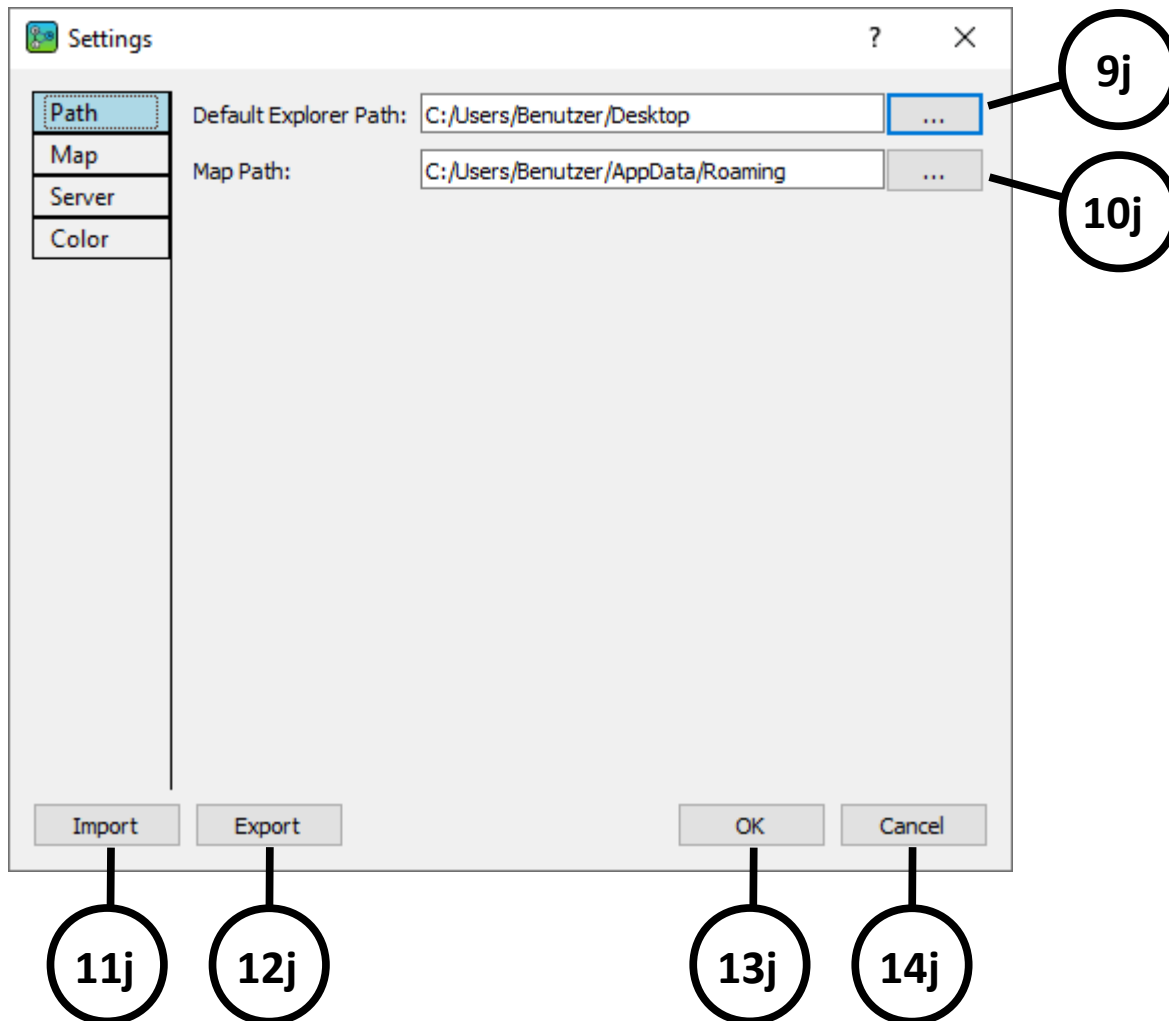 Settings
?
9j
Path
Default Explorer Path: C:/Users/Benutzer/Desktop ...
Map
Map Path: C:/Users/Benutzer/AppData/Roaming ...
Server
10j
Color
Import Export OK Cancel
11j 12j 13j 14j